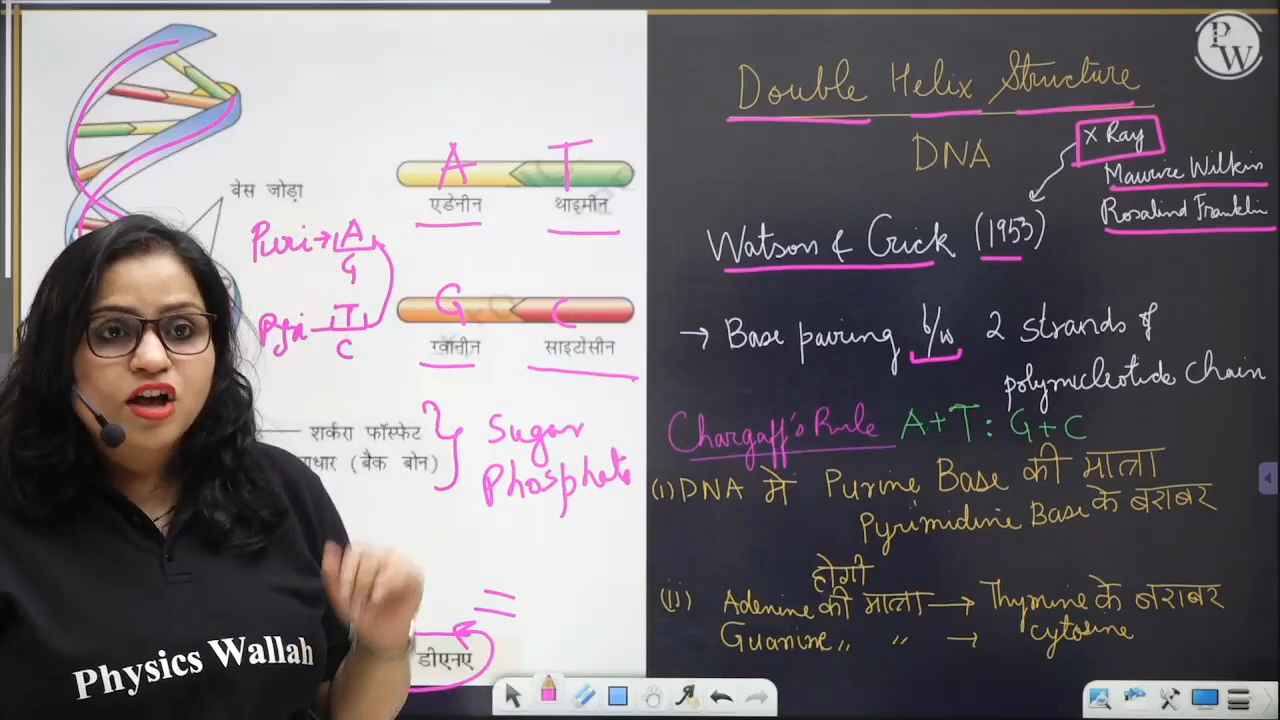 बेस जोड़ा
A T
एडेनीन थाइमीन
Puri → A
G
Pyi T
C
G C
ग्वानीन साइटोसीन
शर्करा फॉस्फेट
(बैक बोन)
Sugar
Phosphate
डीएनए
Physics Wallah
PW
Double Helix Structure
DNA
X Ray
Maurice Wilkin
Rosalind Franklin
Watson & Crick (1953)
→ Base pairing b/w 2 strands of
polynucleotide Chain
Chargaff's Rule A+T : G+C
(i) DNA में Purine Base की मात्रा
Pyrimidine Base के बराबर
होगी
(ii) Adenine की मात्रा → Thymine के बराबर
Guanine ,, ,, → cytosine